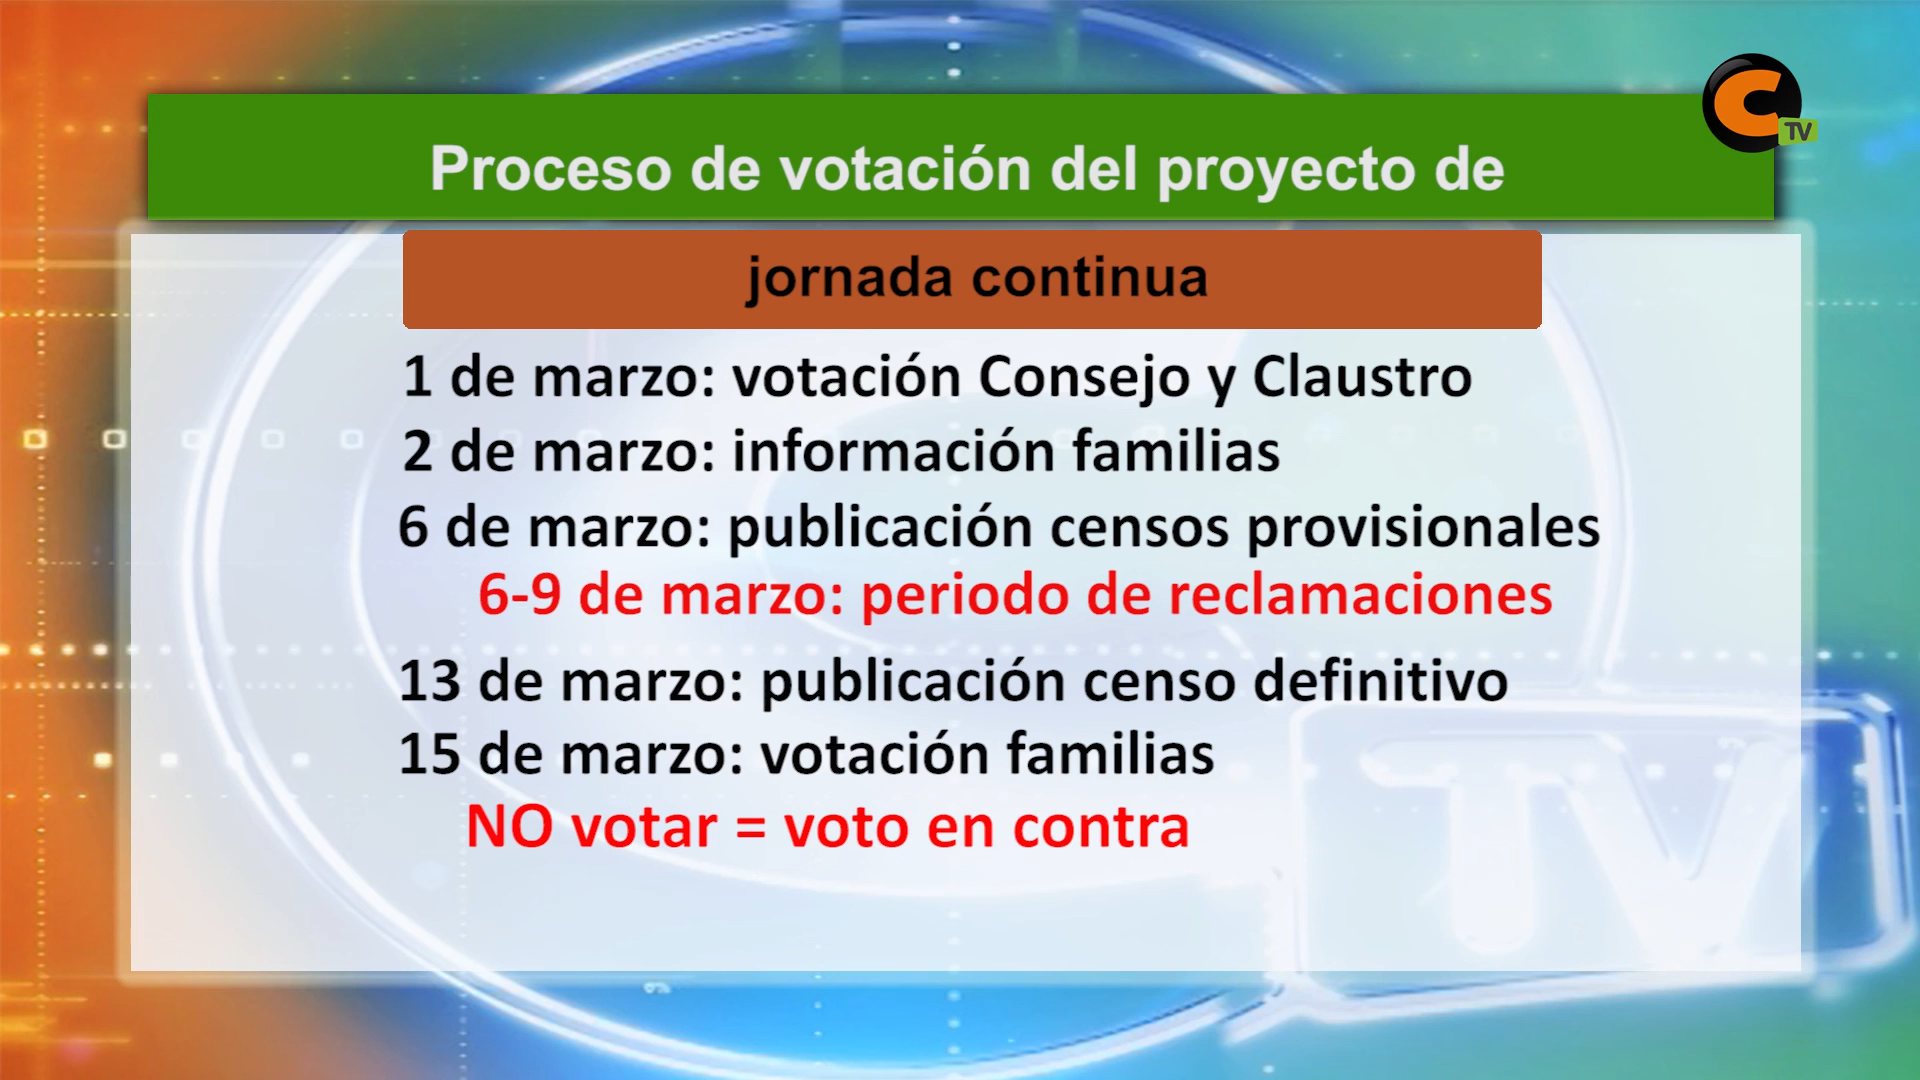 C TV
Proceso de votación del proyecto de
jornada continua
1 de marzo: votación Consejo y Claustro
2 de marzo: información familias
6 de marzo: publicación censos provisionales
6-9 de marzo: periodo de reclamaciones
13 de marzo: publicación censo definitivo
15 de marzo: votación familias
NO votar = voto en contra
TV